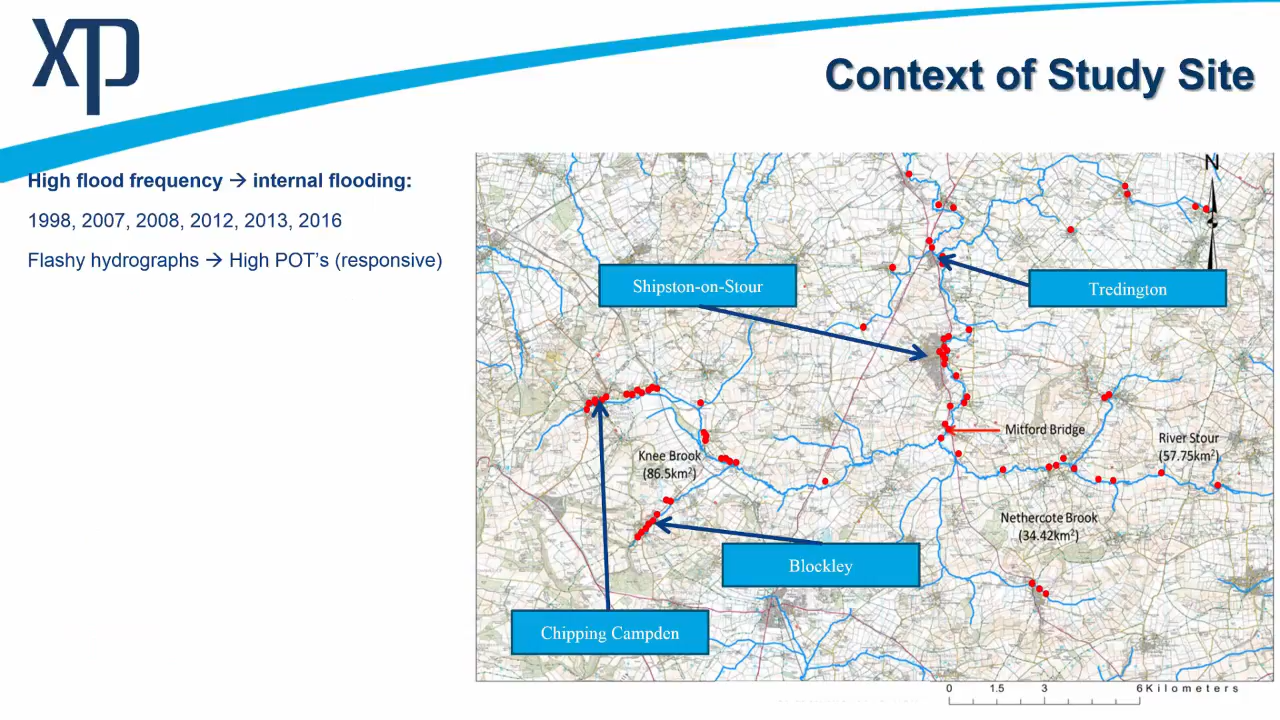 xp
Context of Study Site
High flood frequency → internal flooding:
1998, 2007, 2008, 2012, 2013, 2016
Flashy hydrographs → High POT's (responsive)
N
Shipston-on-Stour
Tredington
Mitford Bridge
River Stour
(57.75km²)
Knee Brook
(86.5km²)
Nethercote Brook
(34.42km²)
Blockley
Chipping Campden
0 1.5 3 6 Kilometers